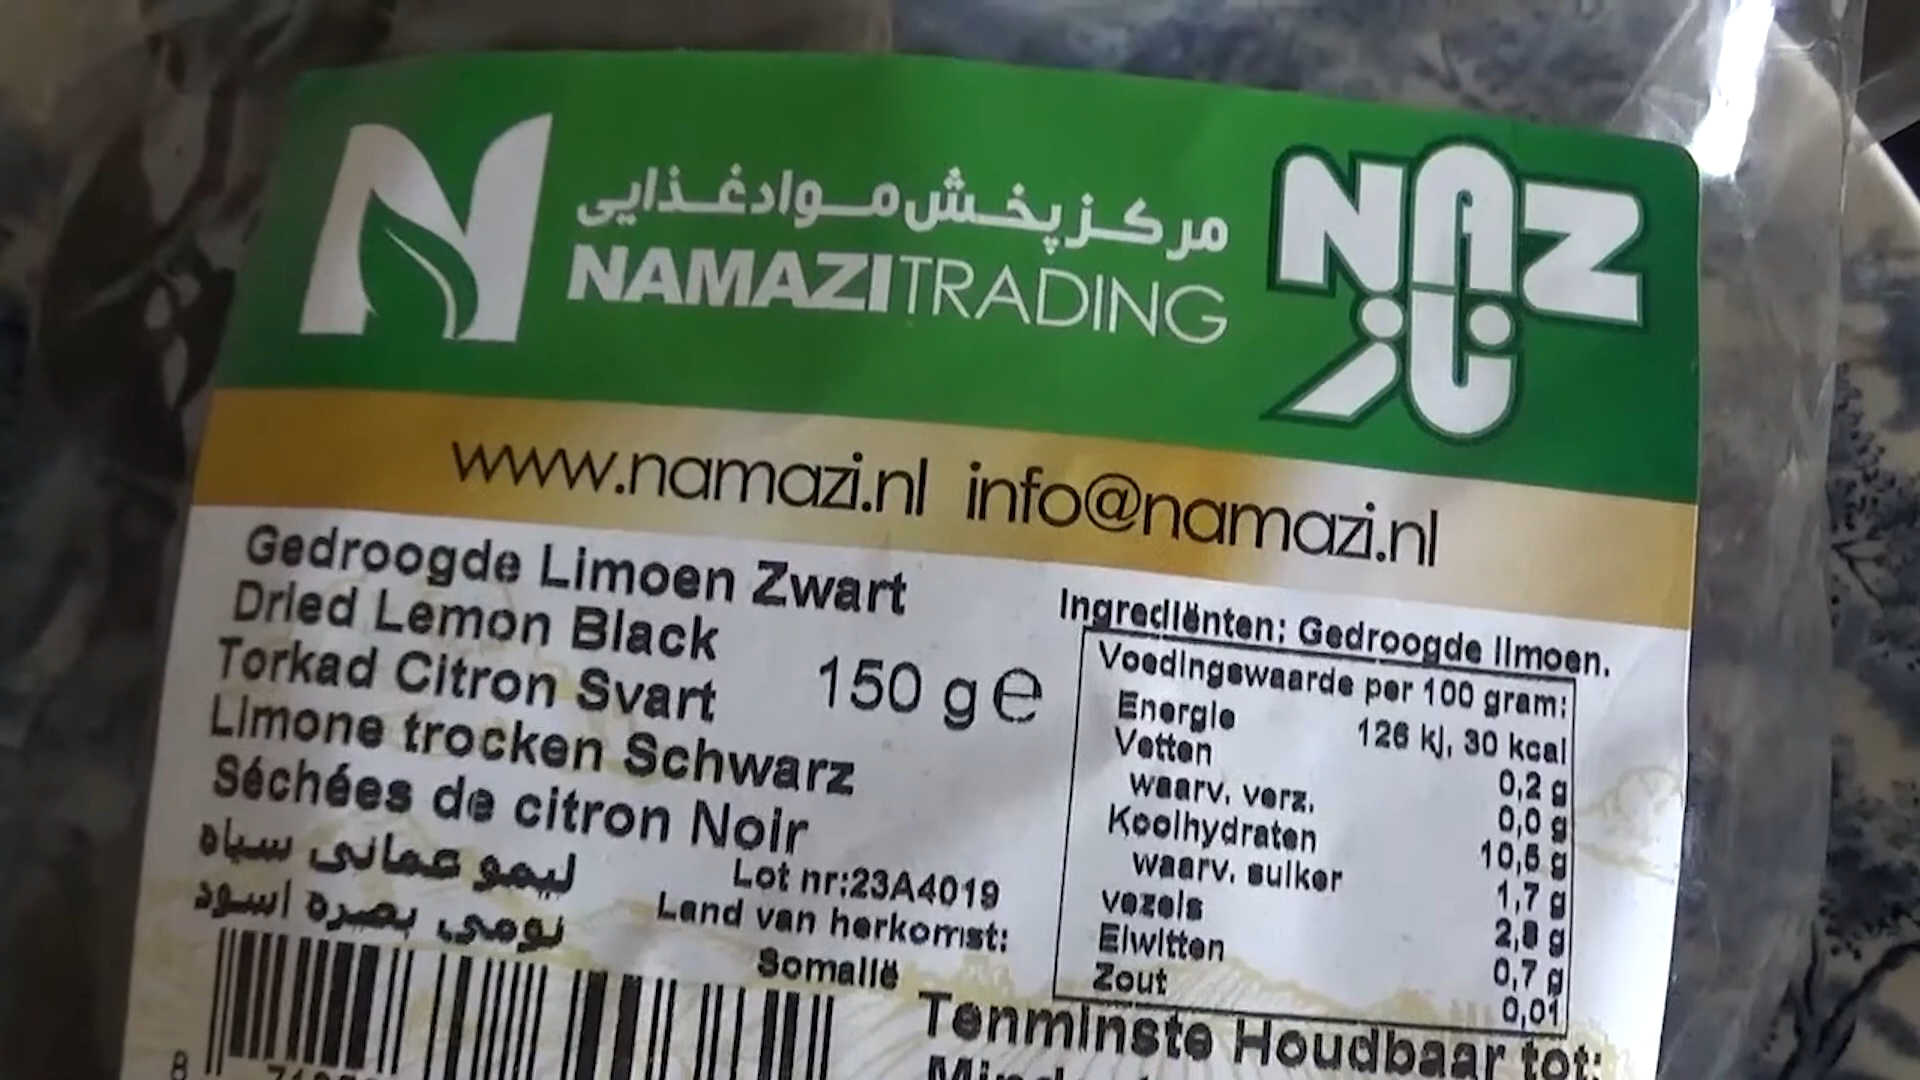 مرکز پخش مواد غذایی
NAMAZI TRADING
NAZ
ناز
www.namazi.nl info@namazi.nl
Gedroogde Limoen Zwart
Dried Lemon Black
Torkad Citron Svart
150 g e
Limone trocken Schwarz
Séchées de citron Noir
لیمو عمانی سیاه
نومي بصره اسود
Lot nr:23A4019
Land van herkomst:
Somalië
Ingrediënten: Gedroogde limoen.
Voedingswaarde per 100 gram:
Energie 126 kj, 30 kcal
Vetten 0,2 g
waarv. verz. 0,0 g
Koolhydraten 10,5 g
waarv. suiker 1,7 g
vezels 2,8 g
Eiwitten 0,7 g
Zout 0,01
Tenminste Houdbaar tot:
8